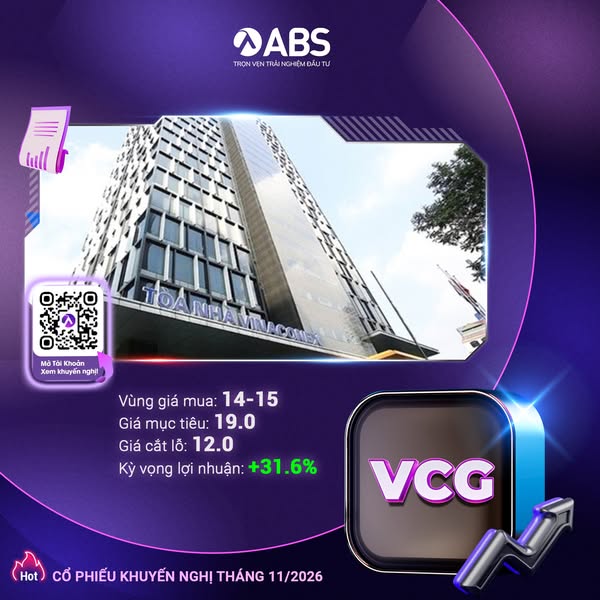 ABS
TRỌN VẸN TRẢI NGHIỆM ĐẦU TƯ
TOA NHA VINACONEX
Mở Tài Khoản
Xem khuyến nghị!
Vùng giá mua: 14-15
Giá mục tiêu: 19.0
Giá cắt lỗ: 12.0
Kỳ vọng lợi nhuận: +31.6%
VCG
Hot
CỔ PHIẾU KHUYẾN NGHỊ THÁNG 11/2026